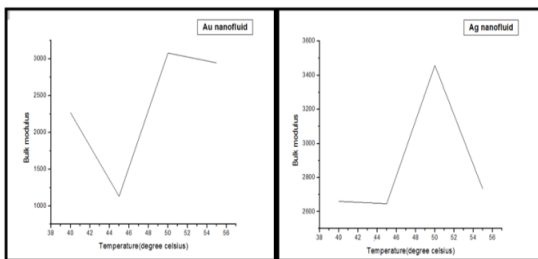 Au nanofluid
3000
2500
2000
1500
1000
Bulk modulus
38 40 42 44 46 48 50 52 54 56
Temperature(degree celsius)
Ag nanofluid
3600
3400
3200
3000
2800
2600
Bulk modulus
38 40 42 44 46 48 50 52 54 56
Temperature(degree celsius)